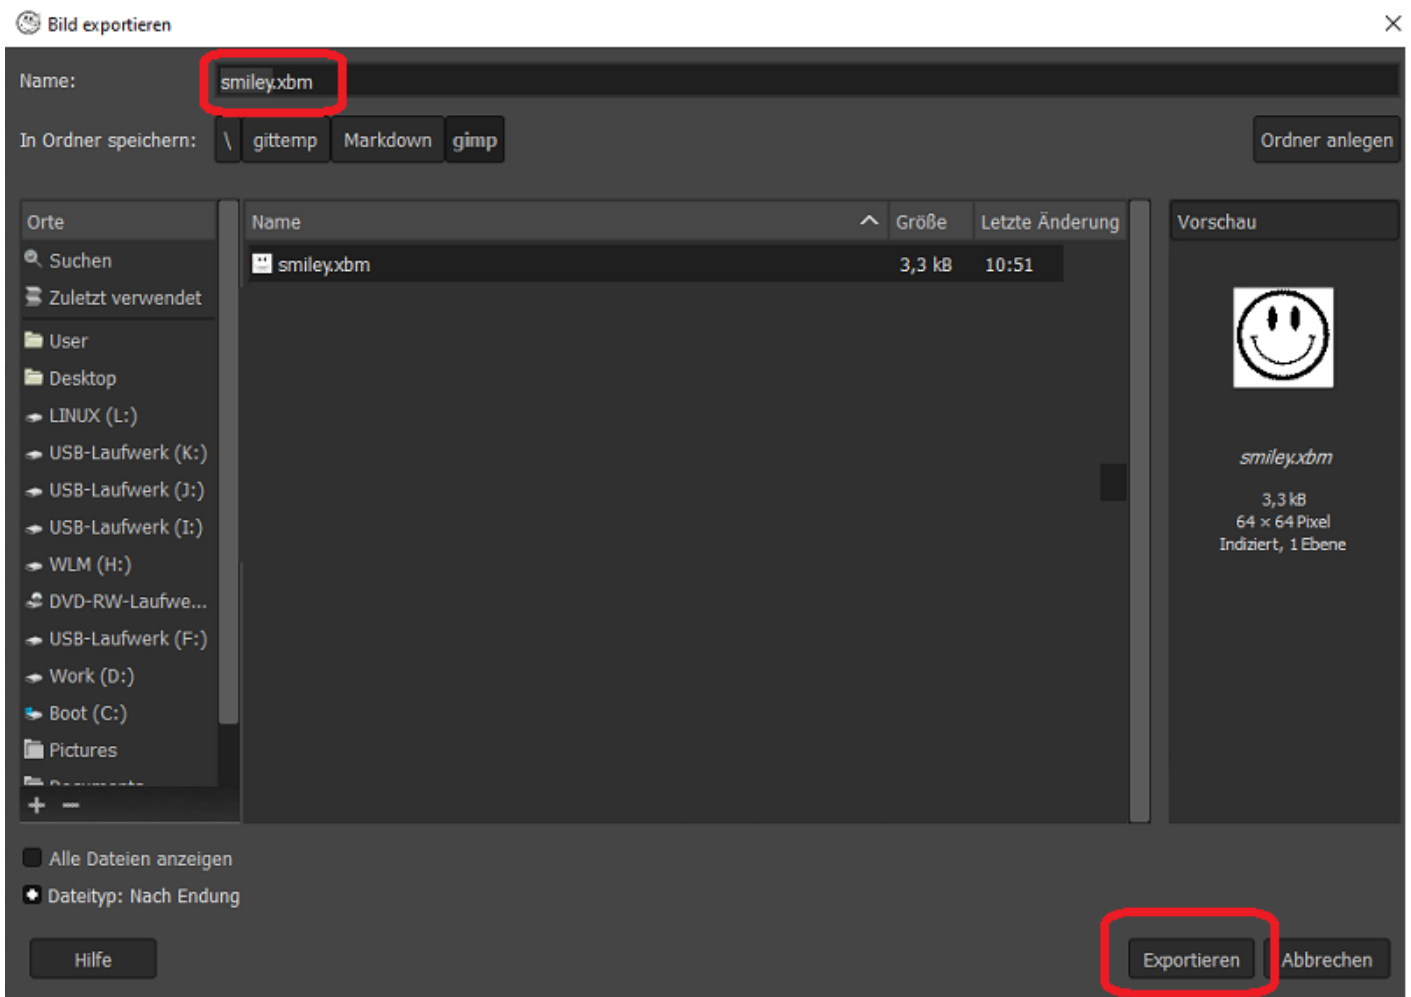 Bild exportieren
Name:
smiley.xbm
In Ordner speichern:
\ gittemp Markdown gimp
Ordner anlegen
Orte
Suchen
Zuletzt verwendet
User
Desktop
LINUX (L:)
USB-Laufwerk (K:)
USB-Laufwerk (J:)
USB-Laufwerk (I:)
WLM (H:)
DVD-RW-Laufwe...
USB-Laufwerk (F:)
Work (D:)
Boot (C:)
Pictures
+ −
Name Größe Letzte Änderung
smiley.xbm 3,3 kB 10:51
Vorschau
smiley.xbm
3,3 kB
64 × 64 Pixel
Indiziert, 1 Ebene
Alle Dateien anzeigen
Dateityp: Nach Endung
Hilfe
Exportieren
Abbrechen